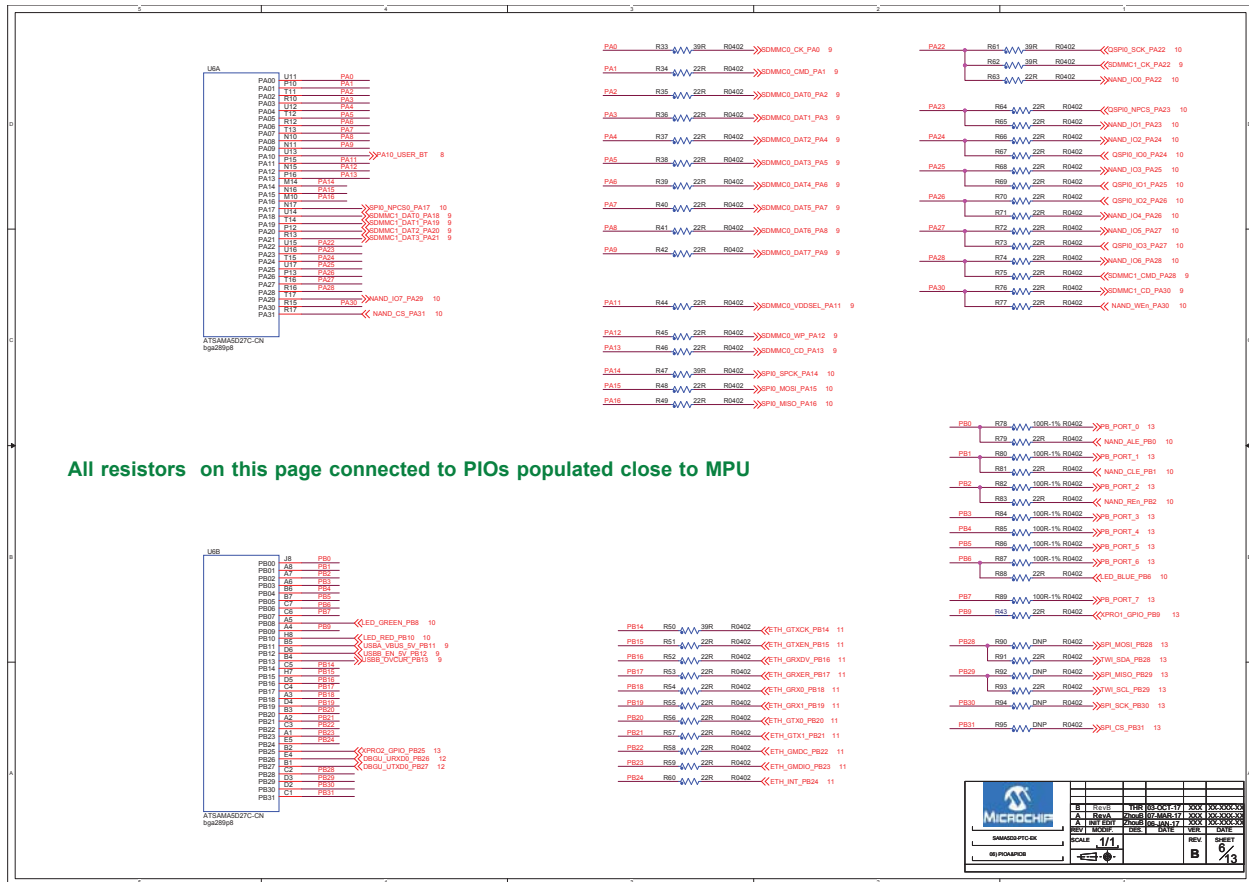 5 4 3 2 1
U6A
PA00 U11 PA0
PA01 P10 PA1
PA02 T11 PA2
PA03 R10 PA3
PA04 U12 PA4
PA05 T12 PA5
PA06 R12 PA6
PA07 T13 PA7
PA08 N10 PA8
PA09 N11 PA9
PA10 U13 PA10_USER_BT 8
PA11 P15 PA11
PA12 N15 PA12
PA13 P16 PA13
PA14 M14 PA14
PA15 N16 PA15
PA16 M10 PA16
PA17 N17 SPI0_NPCS0_PA17 10
PA18 U14 SDMMC1_DAT0_PA18 9
PA19 T14 SDMMC1_DAT1_PA19 9
PA20 P12 SDMMC1_DAT2_PA20 9
PA21 R13 SDMMC1_DAT3_PA21 9
PA22 U15 PA22
PA23 U16 PA23
PA24 T15 PA24
PA25 U17 PA25
PA26 P13 PA26
PA27 T16 PA27
PA28 R16 PA28
PA29 T17 NAND_IO7_PA29 10
PA30 R15 PA30
PA31 R17 NAND_CS_PA31 10
ATSAMA5D27C-CN
bga289p8
PA0 R33 39R R0402 SDMMC0_CK_PA0 9
PA1 R34 22R R0402 SDMMC0_CMD_PA1 9
PA2 R35 22R R0402 SDMMC0_DAT0_PA2 9
PA3 R36 22R R0402 SDMMC0_DAT1_PA3 9
PA4 R37 22R R0402 SDMMC0_DAT2_PA4 9
PA5 R38 22R R0402 SDMMC0_DAT3_PA5 9
PA6 R39 22R R0402 SDMMC0_DAT4_PA6 9
PA7 R40 22R R0402 SDMMC0_DAT5_PA7 9
PA8 R41 22R R0402 SDMMC0_DAT6_PA8 9
PA9 R42 22R R0402 SDMMC0_DAT7_PA9 9
PA11 R44 22R R0402 SDMMC0_VDDSEL_PA11 9
PA12 R45 22R R0402 SDMMC0_WP_PA12 9
PA13 R46 22R R0402 SDMMC0_CD_PA13 9
PA14 R47 39R R0402 SPI0_SPCK_PA14 10
PA15 R48 22R R0402 SPI0_MOSI_PA15 10
PA16 R49 22R R0402 SPI0_MISO_PA16 10
PA22 R61 39R R0402 QSPI0_SCK_PA22 10
R62 39R R0402 SDMMC1_CK_PA22 9
R63 22R R0402 NAND_IO0_PA22 10
PA23 R64 22R R0402 QSPI0_NPCS_PA23 10
R65 22R R0402 NAND_IO1_PA23 10
PA24 R66 22R R0402 NAND_IO2_PA24 10
R67 22R R0402 QSPI0_IO0_PA24 10
PA25 R68 22R R0402 NAND_IO3_PA25 10
R69 22R R0402 QSPI0_IO1_PA25 10
PA26 R70 22R R0402 QSPI0_IO2_PA26 10
R71 22R R0402 NAND_IO4_PA26 10
PA27 R72 22R R0402 NAND_IO5_PA27 10
R73 22R R0402 QSPI0_IO3_PA27 10
PA28 R74 22R R0402 NAND_IO6_PA28 10
R75 22R R0402 SDMMC1_CMD_PA28 9
PA30 R76 22R R0402 SDMMC1_CD_PA30 9
R77 22R R0402 NAND_WEn_PA30 10
All resistors on this page connected to PIOs populated close to MPU
PB0 R78 100R-1% R0402 PB_PORT_0 13
R79 22R R0402 NAND_ALE_PB0 10
PB1 R80 100R-1% R0402 PB_PORT_1 13
R81 22R R0402 NAND_CLE_PB1 10
PB2 R82 100R-1% R0402 PB_PORT_2 13
R83 22R R0402 NAND_REn_PB2 10
PB3 R84 100R-1% R0402 PB_PORT_3 13
PB4 R85 100R-1% R0402 PB_PORT_4 13
PB5 R86 100R-1% R0402 PB_PORT_5 13
PB6 R87 100R-1% R0402 PB_PORT_6 13
R88 22R R0402 LED_BLUE_PB6 10
PB7 R89 100R-1% R0402 PB_PORT_7 13
PB9 R43 22R R0402 XPRO1_GPIO_PB9 13
PB28 R90 DNP R0402 SPI_MOSI_PB28 13
R91 22R R0402 TWI_SDA_PB28 13
PB29 R92 DNP R0402 SPI_MISO_PB29 13
R93 22R R0402 TWI_SCL_PB29 13
PB30 R94 DNP R0402 SPI_SCK_PB30 13
PB31 R95 DNP R0402 SPI_CS_PB31 13
U6B
PB00 J8 PB0
PB01 A8 PB1
PB02 A7 PB2
PB03 A6 PB3
PB04 B6 PB4
PB05 B7 PB5
PB06 C7 PB6
PB07 C6 PB7
PB08 A5 LED_GREEN_PB8 10
PB09 A4 PB9
PB10 H8 LED_RED_PB10 10
PB11 B5 USBA_VBUS_5V_PB11 9
PB12 D6 USBB_EN_5V_PB12 9
PB13 B4 USBB_OVCUR_PB13 9
PB14 C5 PB14
PB15 H7 PB15
PB16 D5 PB16
PB17 C4 PB17
PB18 A3 PB18
PB19 D4 PB19
PB20 B3 PB20
PB21 A2 PB21
PB22 C3 PB22
PB23 A1 PB23
PB24 E5 PB24
PB25 B2 XPRO2_GPIO_PB25 13
PB26 E4 DBGU_URXD0_PB26 12
PB27 B1 DBGU_UTXD0_PB27 12
PB28 C2 PB28
PB29 D3 PB29
PB30 D2 PB30
PB31 C1 PB31
ATSAMA5D27C-CN
bga289p8
PB14 R50 39R R0402 ETH_GTXCK_PB14 11
PB15 R51 22R R0402 ETH_GTXEN_PB15 11
PB16 R52 22R R0402 ETH_GRXDV_PB16 11
PB17 R53 22R R0402 ETH_GRXER_PB17 11
PB18 R54 22R R0402 ETH_GRX0_PB18 11
PB19 R55 22R R0402 ETH_GRX1_PB19 11
PB20 R56 22R R0402 ETH_GTX0_PB20 11
PB21 R57 22R R0402 ETH_GTX1_PB21 11
PB22 R58 22R R0402 ETH_GMDC_PB22 11
PB23 R59 22R R0402 ETH_GMDIO_PB23 11
PB24 R60 22R R0402 ETH_INT_PB24 11
MICROCHIP
SAMA5D2-PTC-EK
06) PIOA&PIOB
B RevB THR 03-OCT-17 XXX XX-XXX-XX
A RevA ZhouB 07-MAR-17 XXX XX-XXX-XX
A INIT EDIT ZhouB 06-JAN-17 XXX XX-XXX-XX
REV MODIF. DES. DATE VER. DATE
SCALE 1/1 REV. SHEET
B 6/13
5 4 3 2 1